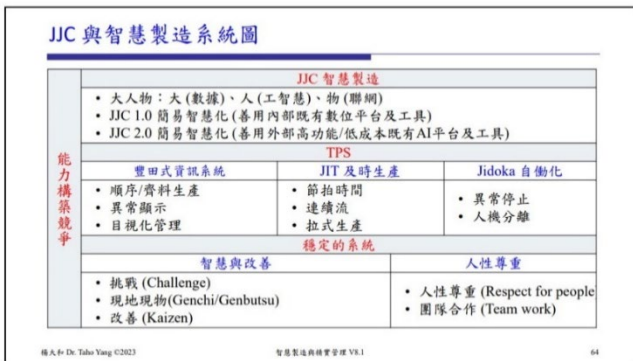 JJC 與智慧製造系統圖
JJC 智慧製造
• 大人物：大 (數據)、人 (工智慧)、物 (聯網)
• JJC 1.0 簡易智慧化 (善用內部既有數位平台及工具)
• JJC 2.0 簡易智慧化 (善用外部高功能/低成本既有AI平台及工具)
能力構築競爭
TPS
豐田式資訊系統
• 順序/齊料生產
• 異常顯示
• 目視化管理
JIT 及時生產
• 節拍時間
• 連續流
• 拉式生產
Jidoka 自働化
• 異常停止
• 人機分離
穩定的系統
智慧與改善
• 挑戰 (Challenge)
• 現地現物(Genchi/Genbutsu)
• 改善 (Kaizen)
人性尊重
• 人性尊重 (Respect for people)
• 團隊合作 (Team work)
楊大和 Dr. Taho Yang ©2023
智慧製造與精實管理 V8.1
64